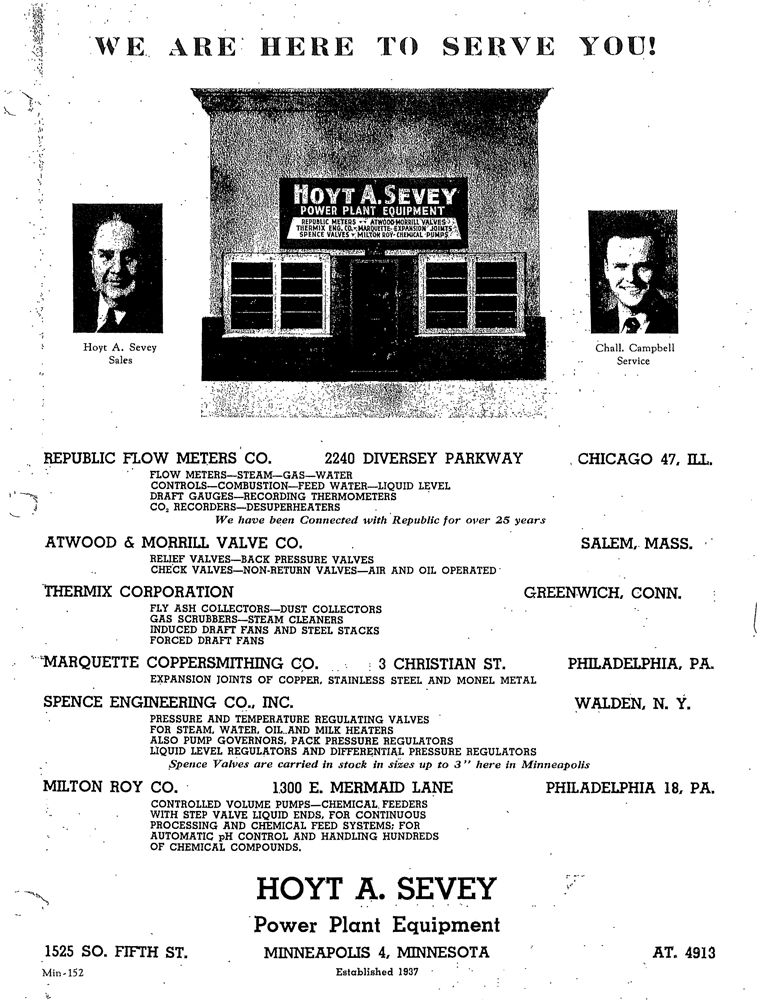 WE ARE HERE TO SERVE YOU!
HOYT A. SEVEY
POWER PLANT EQUIPMENT
REPUBLIC METERS - ATWOOD-MORRILL VALVES
THERMIX ENG. CO. - MARQUETTE-EXPANSION JOINTS
SPENCE VALVES - MILTON ROY-CHEMICAL PUMPS
Hoyt A. Sevey
Sales
Chall. Campbell
Service
REPUBLIC FLOW METERS CO. 2240 DIVERSEY PARKWAY CHICAGO 47, ILL.
FLOW METERS—STEAM—GAS—WATER
CONTROLS—COMBUSTION—FEED WATER—LIQUID LEVEL
DRAFT GAUGES—RECORDING THERMOMETERS
CO₂ RECORDERS—DESUPERHEATERS
We have been Connected with Republic for over 25 years
ATWOOD & MORRILL VALVE CO. SALEM, MASS.
RELIEF VALVES—BACK PRESSURE VALVES
CHECK VALVES—NON-RETURN VALVES—AIR AND OIL OPERATED
THERMIX CORPORATION GREENWICH, CONN.
FLY ASH COLLECTORS—DUST COLLECTORS
GAS SCRUBBERS—STEAM CLEANERS
INDUCED DRAFT FANS AND STEEL STACKS
FORCED DRAFT FANS
MARQUETTE COPPERSMITHING CO. 3 CHRISTIAN ST. PHILADELPHIA, PA.
EXPANSION JOINTS OF COPPER, STAINLESS STEEL AND MONEL METAL
SPENCE ENGINEERING CO., INC. WALDEN, N. Y.
PRESSURE AND TEMPERATURE REGULATING VALVES
FOR STEAM, WATER, OIL AND MILK HEATERS
ALSO PUMP GOVERNORS, PACK PRESSURE REGULATORS
LIQUID LEVEL REGULATORS AND DIFFERENTIAL PRESSURE REGULATORS
Spence Valves are carried in stock in sizes up to 3" here in Minneapolis
MILTON ROY CO. 1300 E. MERMAID LANE PHILADELPHIA 18, PA.
CONTROLLED VOLUME PUMPS—CHEMICAL FEEDERS
WITH STEP VALVE LIQUID ENDS, FOR CONTINUOUS
PROCESSING AND CHEMICAL FEED SYSTEMS; FOR
AUTOMATIC pH CONTROL AND HANDLING HUNDREDS
OF CHEMICAL COMPOUNDS.
HOYT A. SEVEY
Power Plant Equipment
1525 SO. FIFTH ST. MINNEAPOLIS 4, MINNESOTA AT. 4913
Min-152 Established 1937